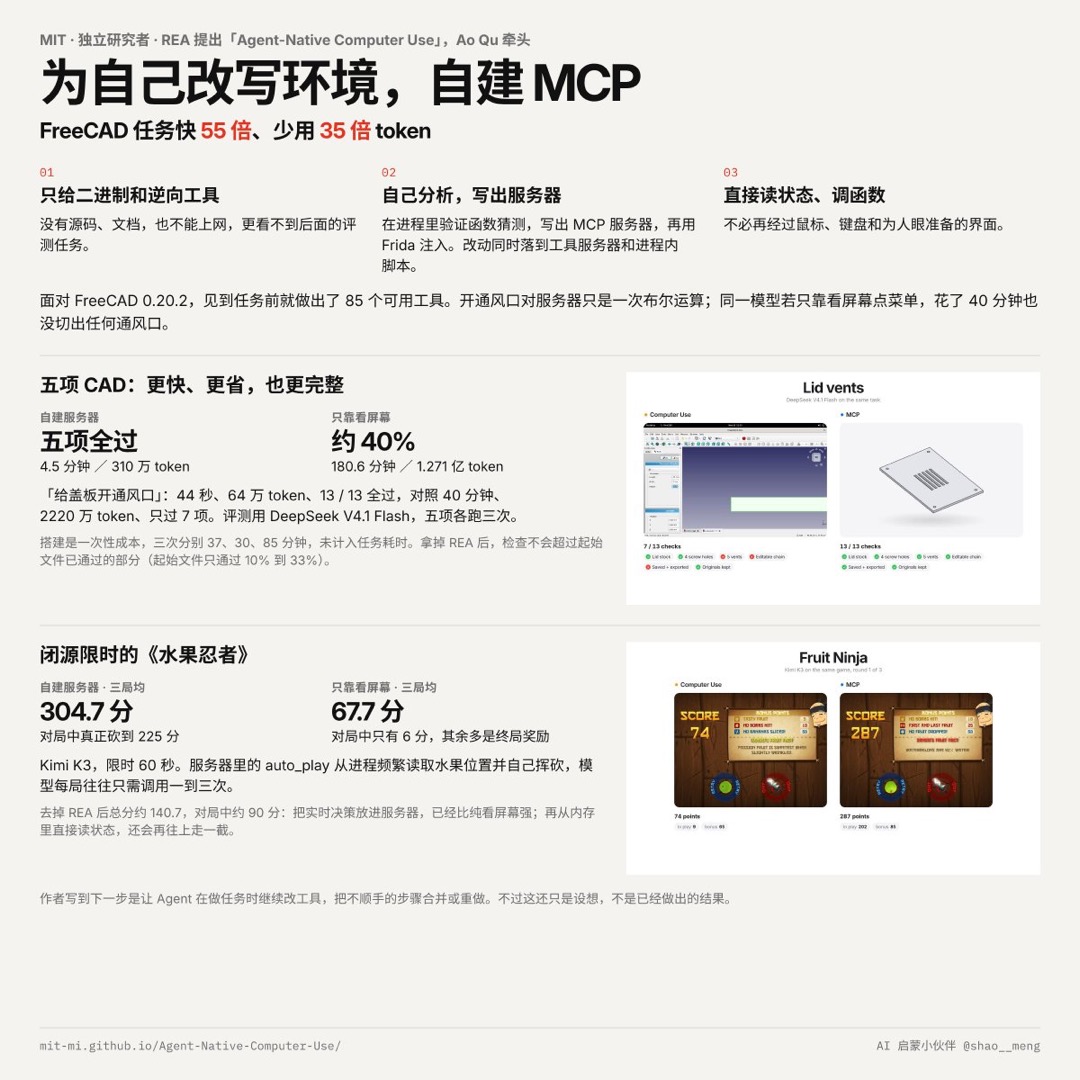 MIT · 独立研究者 · REA 提出「Agent-Native Computer Use」，Ao Qu 牵头
为自己改写环境，自建 MCP
FreeCAD 任务快 55 倍、少用 35 倍 token
01
只给二进制和逆向工具
没有源码、文档，也不能上网，更看不到后面的评
测任务。
02
自己分析，写出服务器
在进程里验证函数猜测，写出 MCP 服务器，再用
Frida 注入。改动同时落到工具服务器和进程内
脚本。
03
直接读状态、调函数
不必再经过鼠标、键盘和为人眼准备的界面。
面对 FreeCAD 0.20.2，见到任务前就做出了 85 个可用工具。开通风口对服务器只是一次布尔运算；同一模型若只靠看屏幕点菜单，花了 40 分钟也
没切出任何通风口。
五项 CAD：更快、更省，也更完整
自建服务器
五项全过
4.5 分钟 ／ 310 万 token
只靠看屏幕
约 40%
180.6 分钟 ／ 1.271 亿 token
「给盖板开通风口」：44 秒、64 万 token、13 / 13 全过，对照 40 分钟、
2220 万 token、只过 7 项。评测用 DeepSeek V4.1 Flash，五项各跑三次。
搭建是一次性成本，三次分别 37、30、85 分钟，未计入任务耗时。拿掉 REA 后，检查不会超过起始
文件已通过的部分（起始文件只通过 10% 到 33%）。
Lid vents
DeepSeek V4.1 Flash on the same task
Computer Use
MCP
7 / 13 checks
Lid stock
4 screw holes
5 vents
Editable chain
Saved + exported
Originals kept
13 / 13 checks
Lid stock
4 screw holes
5 vents
Editable chain
Saved + exported
Originals kept
闭源限时的《水果忍者》
自建服务器 · 三局均
304.7 分
对局中真正砍到 225 分
只靠看屏幕 · 三局均
67.7 分
对局中只有 6 分，其余多是终局奖励
Kimi K3，限时 60 秒。服务器里的 auto_play 从进程频繁读取水果位置并自己挥砍，模
型每局往往只需调用一到三次。
去掉 REA 后总分约 140.7，对局中约 90 分：把实时决策放进服务器，已经比纯看屏幕强；再从内存
里直接读状态，还会再往上走一截。
Fruit Ninja
Kimi K3 on the same game, round 1 of 3
Computer Use
MCP
SCORE
74
SCORE
287
74 points
in play 9
bonus 65
287 points
in play 202
bonus 85
作者写到下一步是让 Agent 在做任务时继续改工具，把不顺手的步骤合并或重做。不过这还只是设想，不是已经做出的结果。
mit-mi.github.io/Agent-Native-Computer-Use/
AI 启蒙小伙伴 @shao__meng